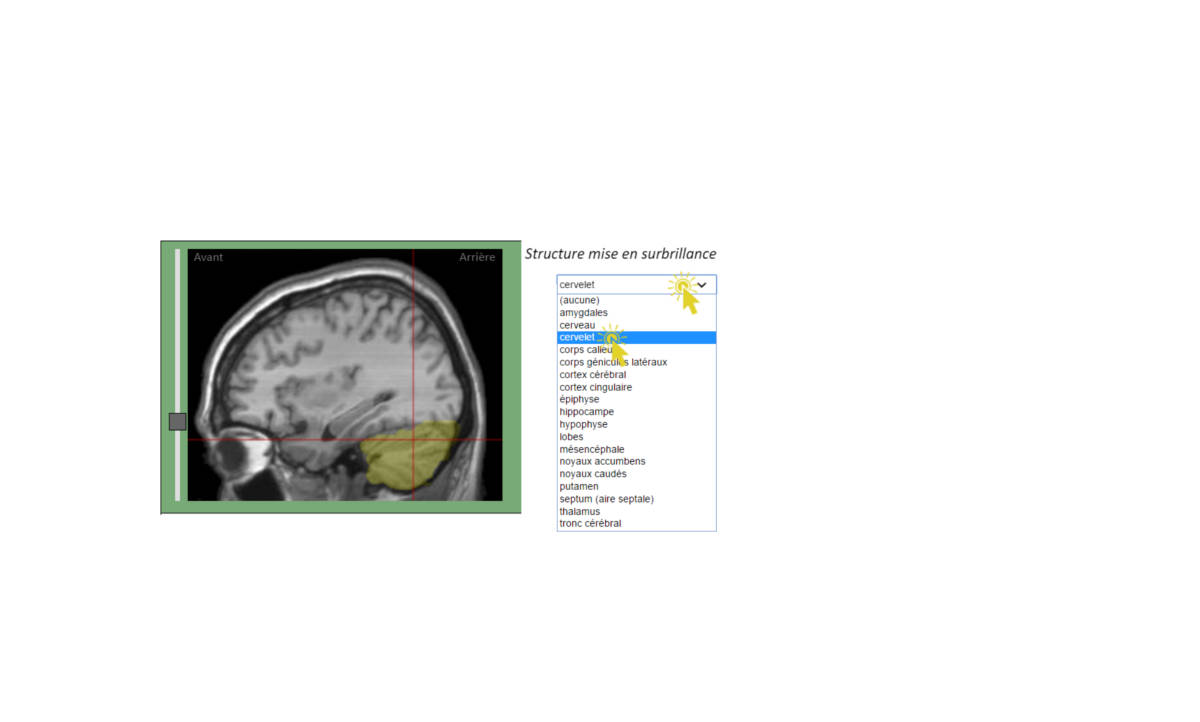 Avant
Arrière
Structure mise en surbrillance
cervelet
(aucune)
amygdales
cerveau
cervelet
corps calleu
corps géniculés latéraux
cortex cérébral
cortex cingulaire
épiphyse
hippocampe
hypophyse
lobes
mésencéphale
noyaux accumbens
noyaux caudés
putamen
septum (aire septale)
thalamus
tronc cérébral